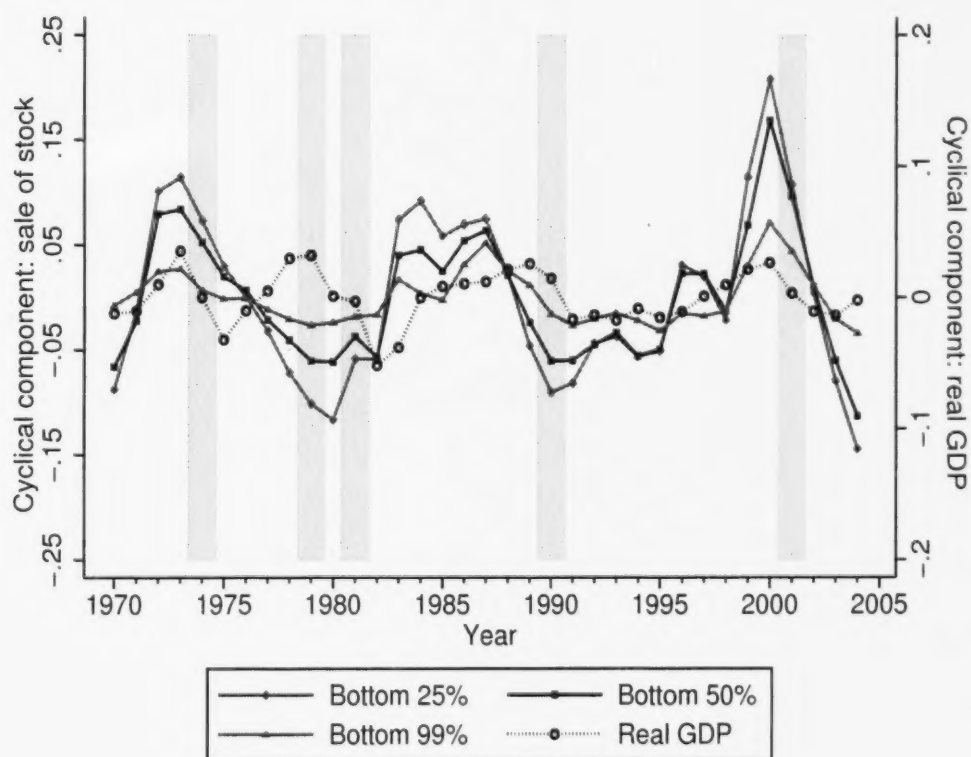 Cyclical component: sale of stock
.25
.15
.05
-.05
-.15
-.25
.2
.1
0
-.1
-.2
Cyclical component: real GDP
1970 1975 1980 1985 1990 1995 2000 2005
Year
Bottom 25% Bottom 50%
Bottom 99% Real GDP